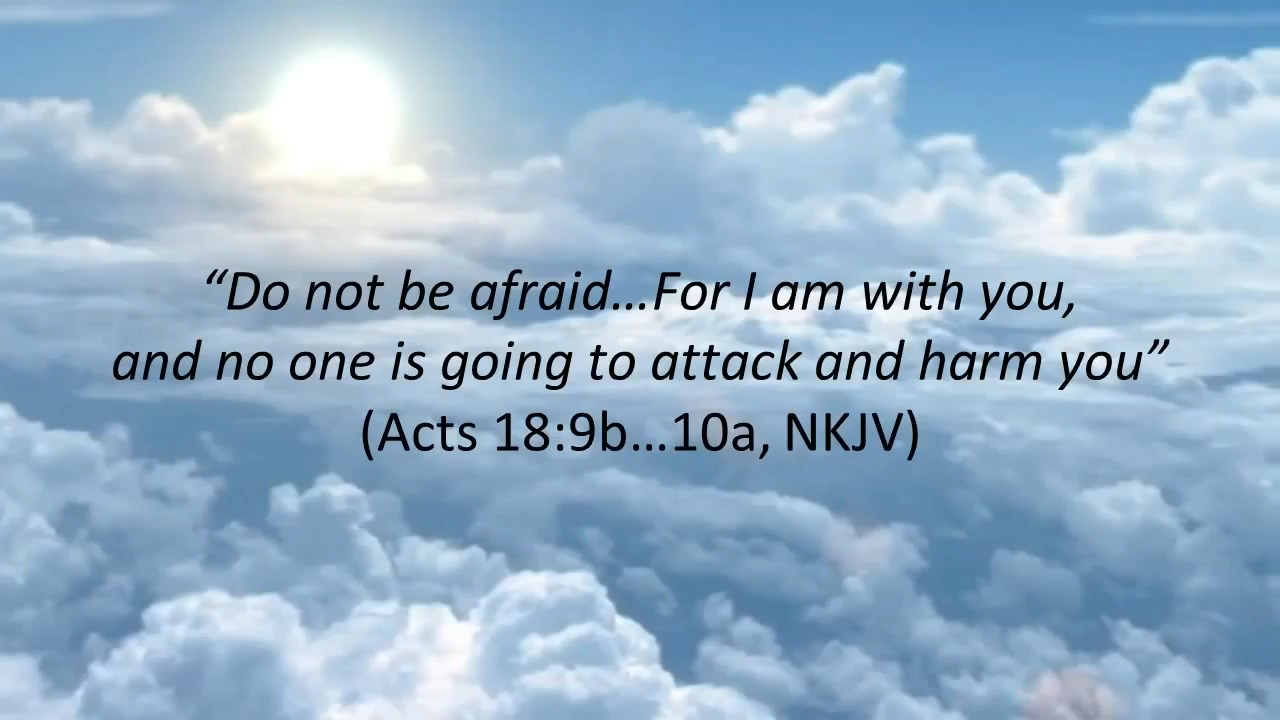 “Do not be afraid…For I am with you,
and no one is going to attack and harm you”
(Acts 18:9b…10a, NKJV)